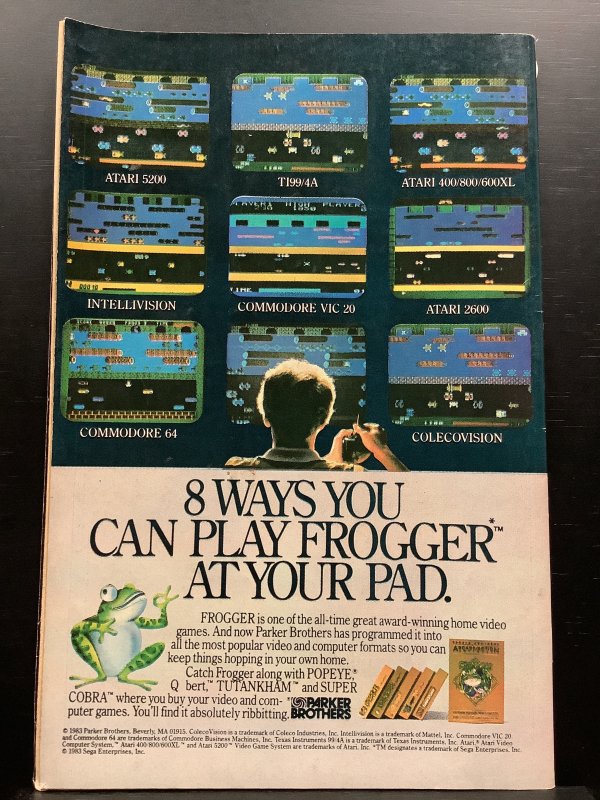 ATARI 5200
TI99/4A
ATARI 400/800/600XL
INTELLIVISION
COMMODORE VIC 20
ATARI 2600
COMMODORE 64
COLECOVISION
8 WAYS YOU
CAN PLAY FROGGER*™
AT YOUR PAD.
FROGGER is one of the all-time great award-winning home video
games. And now Parker Brothers has programmed it into
all the most popular video and computer formats so you can
keep things hopping in your own home.
Catch Frogger along with POPEYE,®
Q bert,™ TUTANKHAM™ and SUPER
COBRA™ where you buy your video and com-
puter games. You'll find it absolutely ribbitting.
PARKER
BROTHERS
© 1983 Parker Brothers, Beverly, MA 01915. ColecoVision is a trademark of Coleco Industries, Inc. Intellivision is a trademark of Mattel, Inc. Commodore VIC 20
and Commodore 64 are trademarks of Commodore Business Machines, Inc. Texas Instruments 99/4A is a trademark of Texas Instruments, Inc. Atari,® Atari Video
Computer System,™ Atari 400/800/600XL™ and Atari 5200™ Video Game System are trademarks of Atari, Inc. *TM designates a trademark of Sega Enterprises, Inc.
© 1983 Sega Enterprises, Inc.